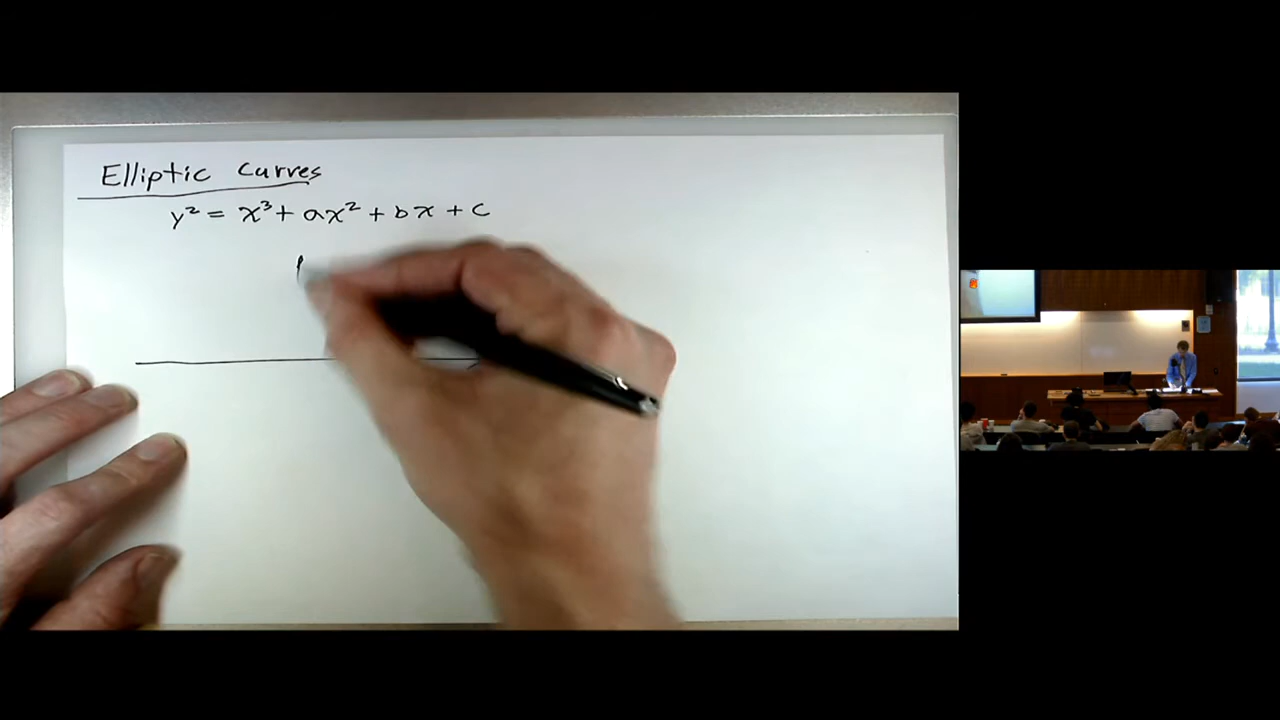 Elliptic Curves
y² = x³ + ax² + bx + c